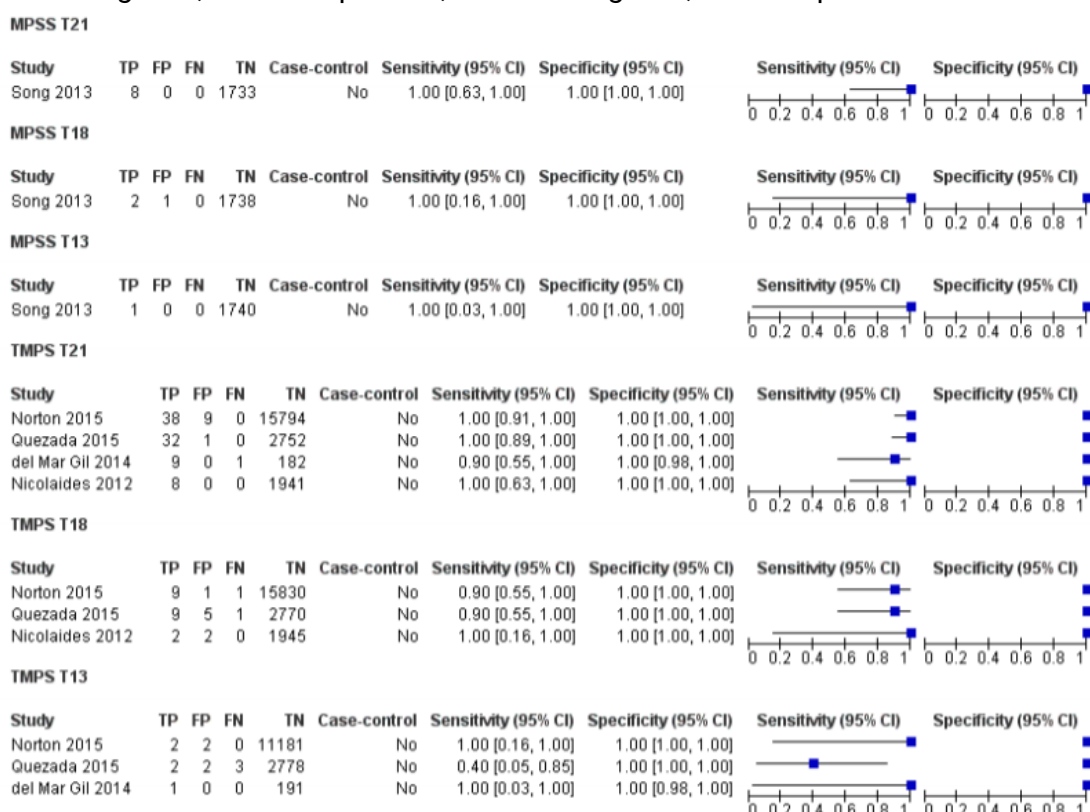 MPSS T21
Study TP FP FN TN Case-control Sensitivity (95% CI) Specificity (95% CI) Sensitivity (95% CI) Specificity (95% CI)
Song 2013 8 0 0 1733 No 1.00 [0.63, 1.00] 1.00 [1.00, 1.00]
0 0.2 0.4 0.6 0.8 1 0 0.2 0.4 0.6 0.8 1
MPSS T18
Study TP FP FN TN Case-control Sensitivity (95% CI) Specificity (95% CI) Sensitivity (95% CI) Specificity (95% CI)
Song 2013 2 1 0 1738 No 1.00 [0.16, 1.00] 1.00 [1.00, 1.00]
0 0.2 0.4 0.6 0.8 1 0 0.2 0.4 0.6 0.8 1
MPSS T13
Study TP FP FN TN Case-control Sensitivity (95% CI) Specificity (95% CI) Sensitivity (95% CI) Specificity (95% CI)
Song 2013 1 0 0 1740 No 1.00 [0.03, 1.00] 1.00 [1.00, 1.00]
0 0.2 0.4 0.6 0.8 1 0 0.2 0.4 0.6 0.8 1
TMPS T21
Study TP FP FN TN Case-control Sensitivity (95% CI) Specificity (95% CI) Sensitivity (95% CI) Specificity (95% CI)
Norton 2015 38 9 0 15794 No 1.00 [0.91, 1.00] 1.00 [1.00, 1.00]
Quezada 2015 32 1 0 2752 No 1.00 [0.89, 1.00] 1.00 [1.00, 1.00]
del Mar Gil 2014 9 0 1 182 No 0.90 [0.55, 1.00] 1.00 [0.98, 1.00]
Nicolaides 2012 8 0 0 1941 No 1.00 [0.63, 1.00] 1.00 [1.00, 1.00]
0 0.2 0.4 0.6 0.8 1 0 0.2 0.4 0.6 0.8 1
TMPS T18
Study TP FP FN TN Case-control Sensitivity (95% CI) Specificity (95% CI) Sensitivity (95% CI) Specificity (95% CI)
Norton 2015 9 1 1 15830 No 0.90 [0.55, 1.00] 1.00 [1.00, 1.00]
Quezada 2015 9 5 1 2770 No 0.90 [0.55, 1.00] 1.00 [1.00, 1.00]
Nicolaides 2012 2 2 0 1945 No 1.00 [0.16, 1.00] 1.00 [1.00, 1.00]
0 0.2 0.4 0.6 0.8 1 0 0.2 0.4 0.6 0.8 1
TMPS T13
Study TP FP FN TN Case-control Sensitivity (95% CI) Specificity (95% CI) Sensitivity (95% CI) Specificity (95% CI)
Norton 2015 2 2 0 11181 No 1.00 [0.16, 1.00] 1.00 [1.00, 1.00]
Quezada 2015 2 2 3 2778 No 0.40 [0.05, 0.85] 1.00 [1.00, 1.00]
del Mar Gil 2014 1 0 0 191 No 1.00 [0.03, 1.00] 1.00 [0.98, 1.00]
0 0.2 0.4 0.6 0.8 1 0 0.2 0.4 0.6 0.8 1